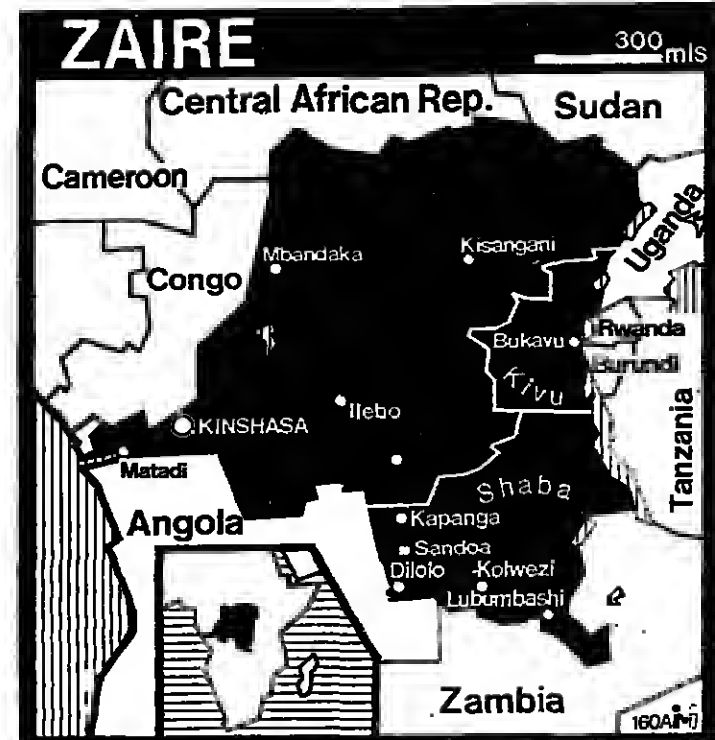 ZAIRE
300 mls
Central African Rep.
Sudan
Cameroon
Uganda
Mbandaka
Kisangani
Congo
Rwanda
Bukavu
Burundi
Kivu
Ilebo
KINSHASA
Tanzania
Matadi
Shaba
Angola
Kapanga
Sandoa
Dilolo
Kolwezi
Lubumbashi
Zambia